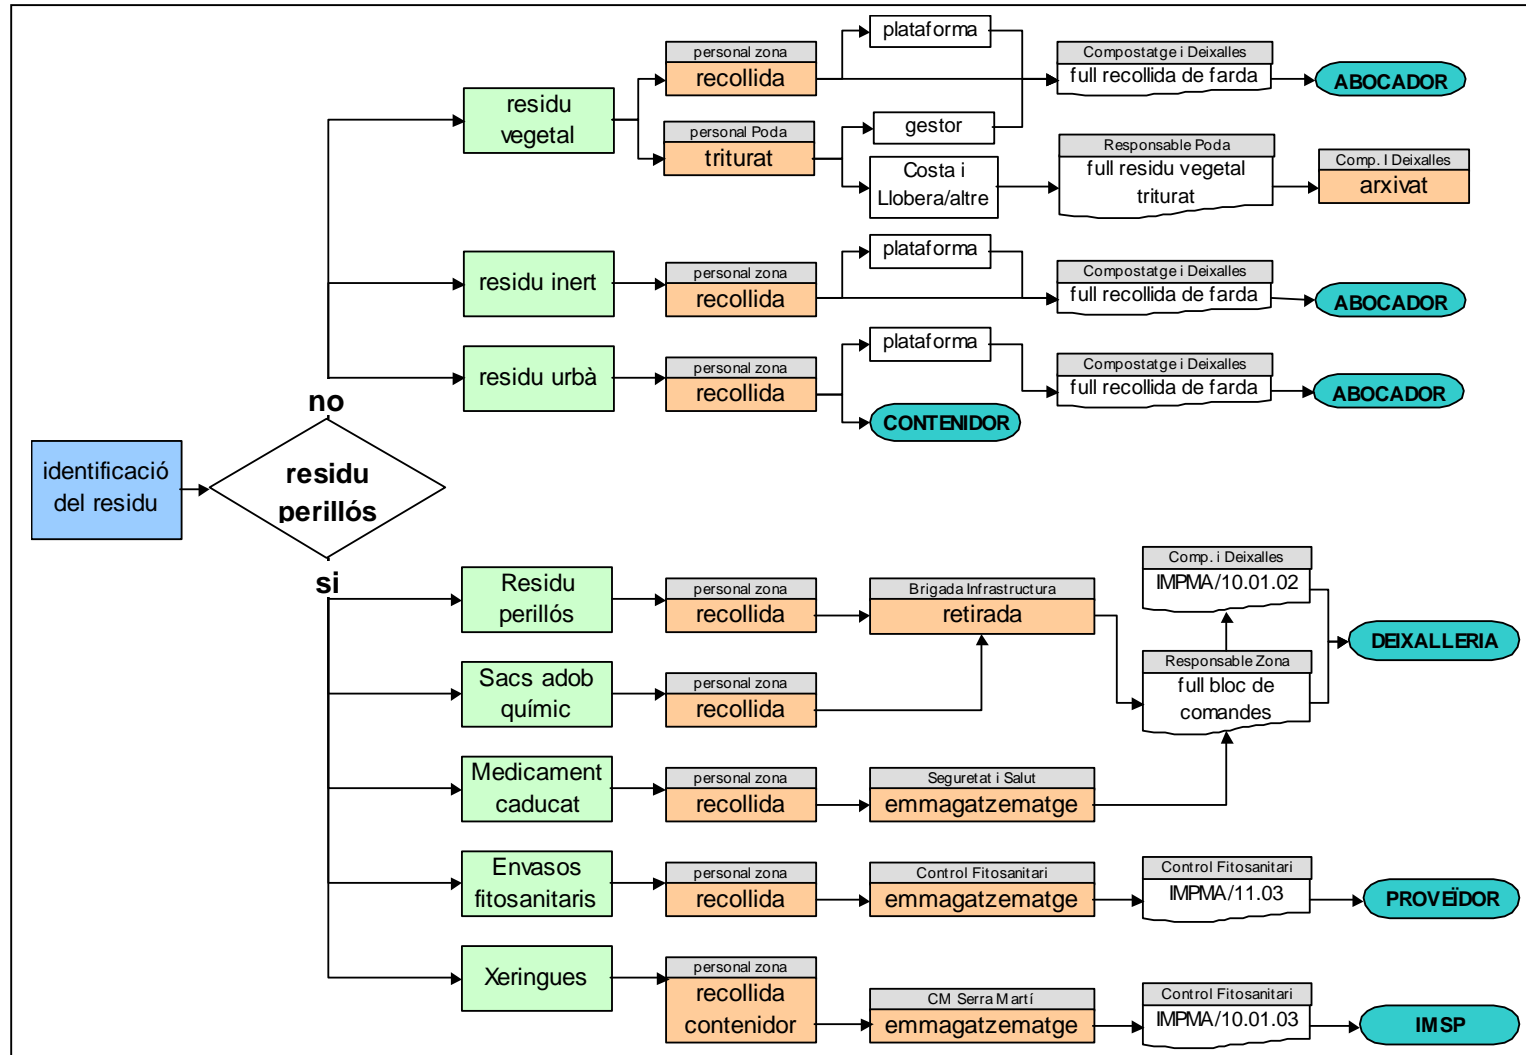 plataforma
personal zona
recollida
Compostatge i Deixalles
full recollida de farda
ABOCADOR
residu
vegetal
gestor
personal Poda
triturat
Responsable Poda
full residu vegetal
triturat
Comp. I Deixalles
arxivat
Costa i
Llobera/altre
plataforma
residu inert
personal zona
recollida
Compostatge i Deixalles
full recollida de farda
ABOCADOR
plataforma
residu urbà
personal zona
recollida
Compostatge i Deixalles
full recollida de farda
ABOCADOR
CONTENIDOR
no
identificació
del residu
residu
perillós
si
Residu
perillós
personal zona
recollida
Brigada Infrastructura
retirada
Comp. i Deixalles
IMPMA/10.01.02
DEIXALLERIA
Sacs adob
químic
personal zona
recollida
Responsable Zona
full bloc de
comandes
Medicament
caducat
personal zona
recollida
Seguretat i Salut
emmagatzematge
Envasos
fitosanitaris
personal zona
recollida
Control Fitosanitari
emmagatzematge
Control Fitosanitari
IMPMA/11.03
PROVEÏDOR
Xeringues
personal zona
recollida
contenidor
CM Serra Martí
emmagatzematge
Control Fitosanitari
IMPMA/10.01.03
IMSP